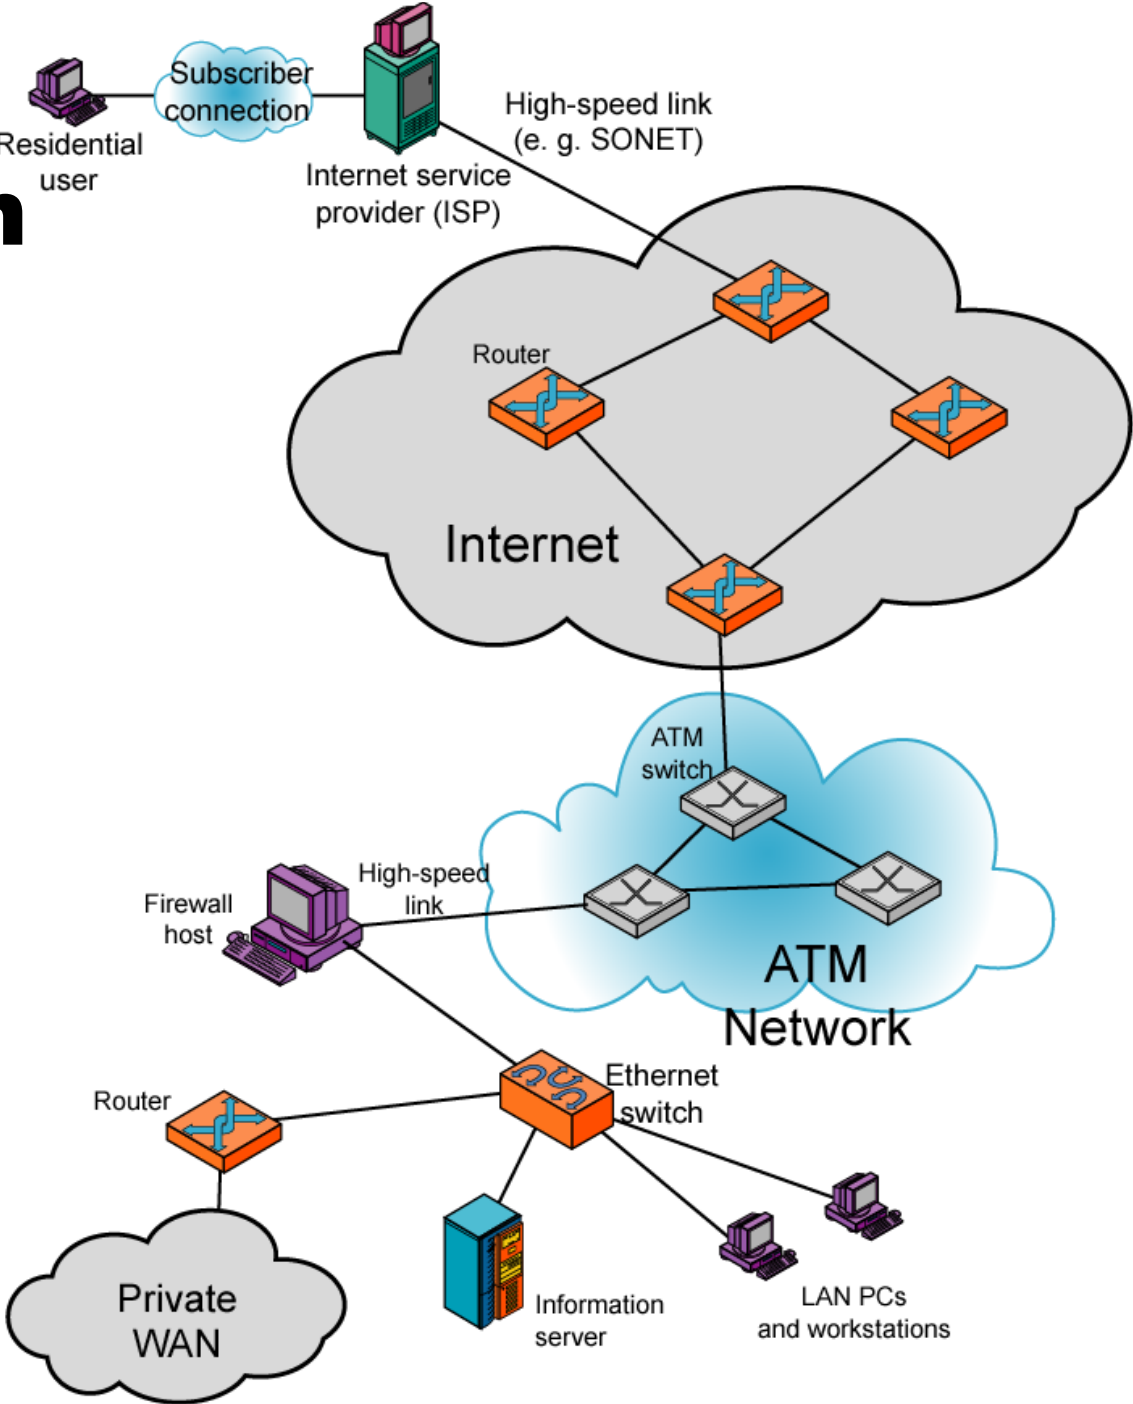 Subscriber
connection
Residential
user
Internet service
provider (ISP)
High-speed link
(e. g. SONET)
n
Router
Internet
ATM
switch
High-speed
link
Firewall
host
ATM
Network
Ethernet
switch
Router
Private
WAN
Information
server
LAN PCs
and workstations